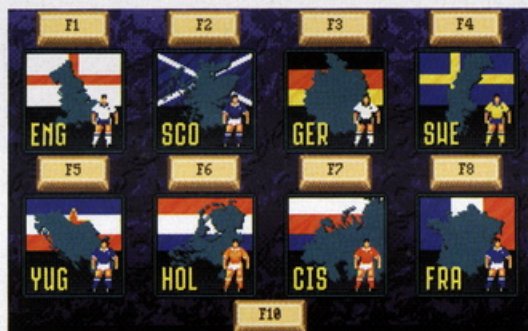 F1 F2 F3 F4
ENG SCO GER SWE
F5 F6 F7 F8
YUG HOL CIS FRA
F10